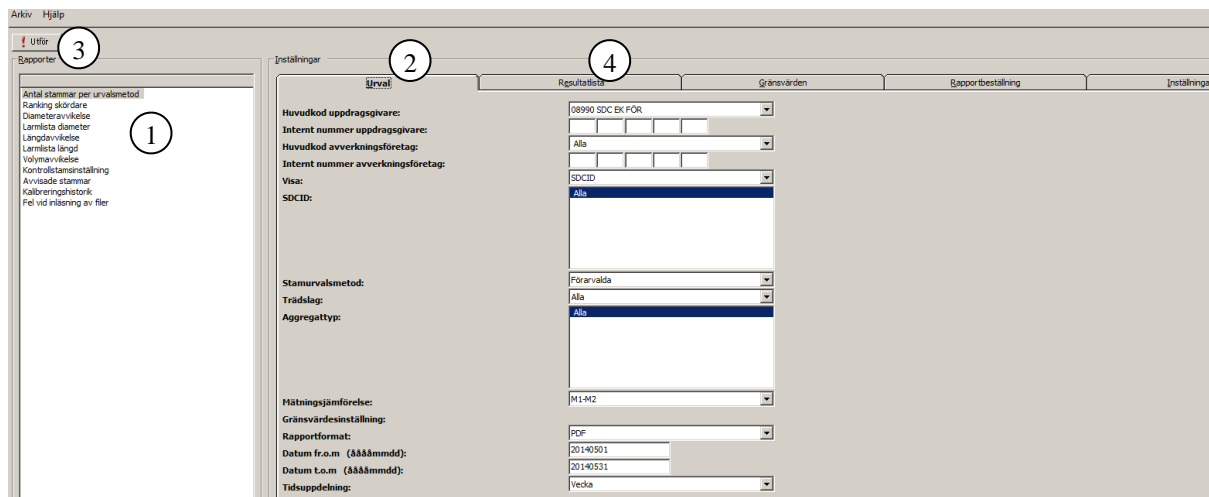 Arkiv Hjälp
! Utför
3
Rapporter
Antal stammar per urvalsmetod
Ranking skördare
Diameteravvikelse
Larmlista diameter
Längdavvikelse
Larmlista längd
Volymavvikelse
Kontrollstamsinställning
Avvisade stammar
Kalibreringshistorik
Fel vid inläsning av filer
1
Inställningar
2
4
Urval Resultatlista Gränsvärden Rapportbeställning Inställninga
Huvudkod uppdragsgivare: 08990 SDC EK FÖR
Internt nummer uppdragsgivare:
Huvudkod avverkningsföretag: Alla
Internt nummer avverkningsföretag:
Visa: SDCID
SDCID: Alla
Stamurvalsmetod: Förarvalda
Trädslag: Alla
Aggregattyp: Alla
Mätningsjämförelse: M1-M2
Gränsvärdesinställning:
Rapportformat: PDF
Datum fr.o.m (ååååmmdd): 20140501
Datum t.o.m (ååååmmdd): 20140531
Tidsuppdelning: Vecka